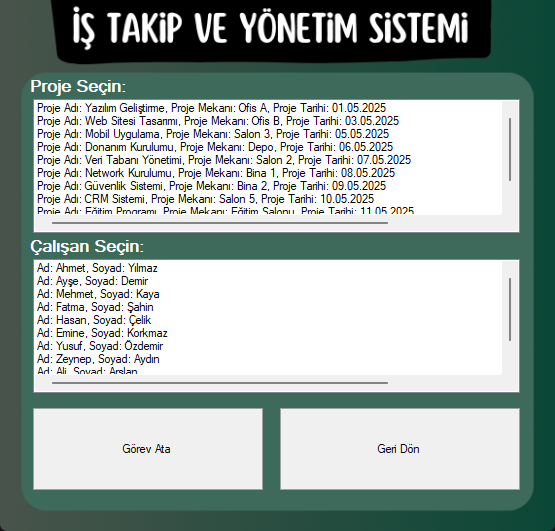 İŞ TAKİP VE YÖNETİM SİSTEMİ
Proje Seçin:
Proje Adı: Yazılım Geliştirme, Proje Mekanı: Ofis A, Proje Tarihi: 01.05.2025
Proje Adı: Web Sitesi Tasarımı, Proje Mekanı: Ofis B, Proje Tarihi: 03.05.2025
Proje Adı: Mobil Uygulama, Proje Mekanı: Salon 3, Proje Tarihi: 05.05.2025
Proje Adı: Donanım Kurulumu, Proje Mekanı: Depo, Proje Tarihi: 06.05.2025
Proje Adı: Veri Tabanı Yönetimi, Proje Mekanı: Salon 2, Proje Tarihi: 07.05.2025
Proje Adı: Network Kurulumu, Proje Mekanı: Bina 1, Proje Tarihi: 08.05.2025
Proje Adı: Güvenlik Sistemi, Proje Mekanı: Bina 2, Proje Tarihi: 09.05.2025
Proje Adı: CRM Sistemi, Proje Mekanı: Salon 5, Proje Tarihi: 10.05.2025
Proje Adı: Eğitim Programı, Proje Mekanı: Eğitim Salonu, Proje Tarihi: 11.05.2025
Çalışan Seçin:
Ad: Ahmet, Soyad: Yılmaz
Ad: Ayşe, Soyad: Demir
Ad: Mehmet, Soyad: Kaya
Ad: Fatma, Soyad: Şahin
Ad: Hasan, Soyad: Çelik
Ad: Emine, Soyad: Korkmaz
Ad: Yusuf, Soyad: Özdemir
Ad: Zeynep, Soyad: Aydın
Ad: Ali, Soyad: Arslan
Görev Ata
Geri Dön